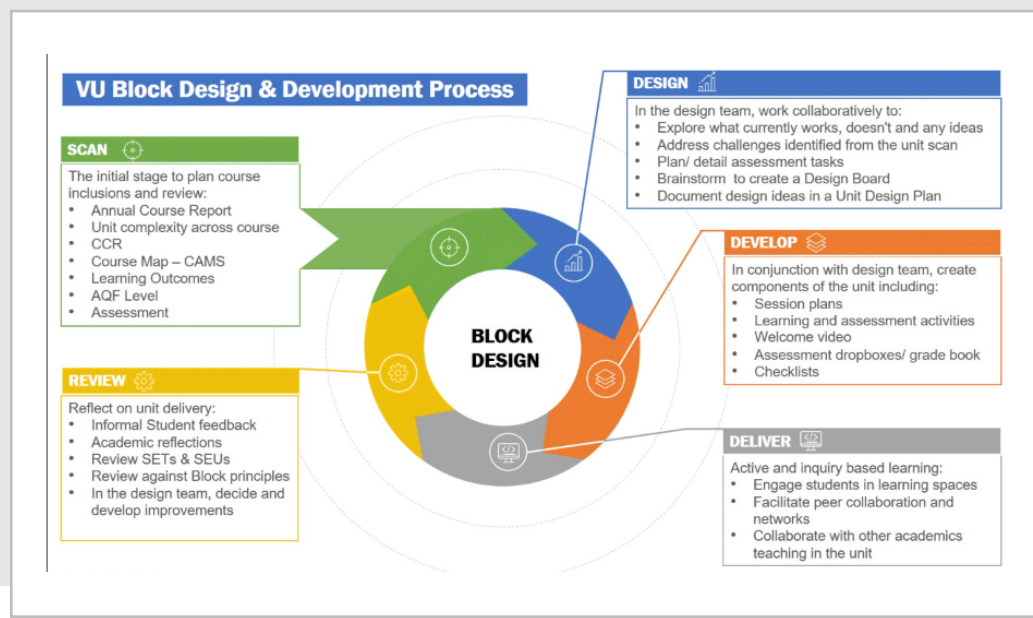 VU Block Design & Development Process
SCAN
The initial stage to plan course
inclusions and review:
• Annual Course Report
• Unit complexity across course
• CCR
• Course Map – CAMS
• Learning Outcomes
• AQF Level
• Assessment
DESIGN
In the design team, work collaboratively to:
• Explore what currently works, doesn't and any ideas
• Address challenges identified from the unit scan
• Plan/ detail assessment tasks
• Brainstorm to create a Design Board
• Document design ideas in a Unit Design Plan
DEVELOP
In conjunction with design team, create
components of the unit including:
• Session plans
• Learning and assessment activities
• Welcome video
• Assessment dropboxes/ grade book
• Checklists
BLOCK
DESIGN
REVIEW
Reflect on unit delivery:
• Informal Student feedback
• Academic reflections
• Review SETs & SEUs
• Review against Block principles
• In the design team, decide and
develop improvements
DELIVER
Active and inquiry based learning:
• Engage students in learning spaces
• Facilitate peer collaboration and
networks
• Collaborate with other academics
teaching in the unit